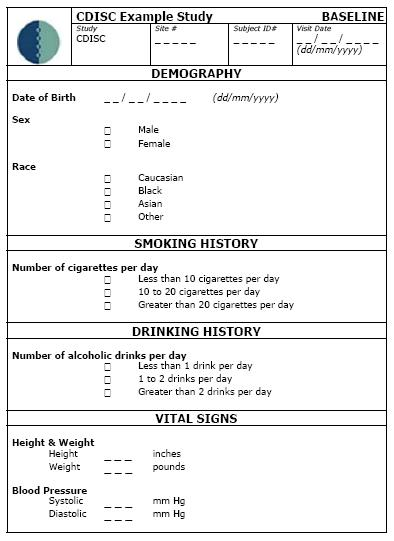 CDISC Example Study BASELINE
Study Site # Subject ID# Visit Date
CDISC _ _ _ _ _ _ _ _ _ _ _ _ / _ _ / _ _ _ _
(dd/mm/yyyy)
DEMOGRAPHY
Date of Birth _ _ / _ _ / _ _ _ _ (dd/mm/yyyy)
Sex
Male
Female
Race
Caucasian
Black
Asian
Other
SMOKING HISTORY
Number of cigarettes per day
Less than 10 cigarettes per day
10 to 20 cigarettes per day
Greater than 20 cigarettes per day
DRINKING HISTORY
Number of alcoholic drinks per day
Less than 1 drink per day
1 to 2 drinks per day
Greater than 2 drinks per day
VITAL SIGNS
Height & Weight
Height _ _ _ inches
Weight _ _ _ pounds
Blood Pressure
Systolic _ _ _ mm Hg
Diastolic _ _ _ mm Hg